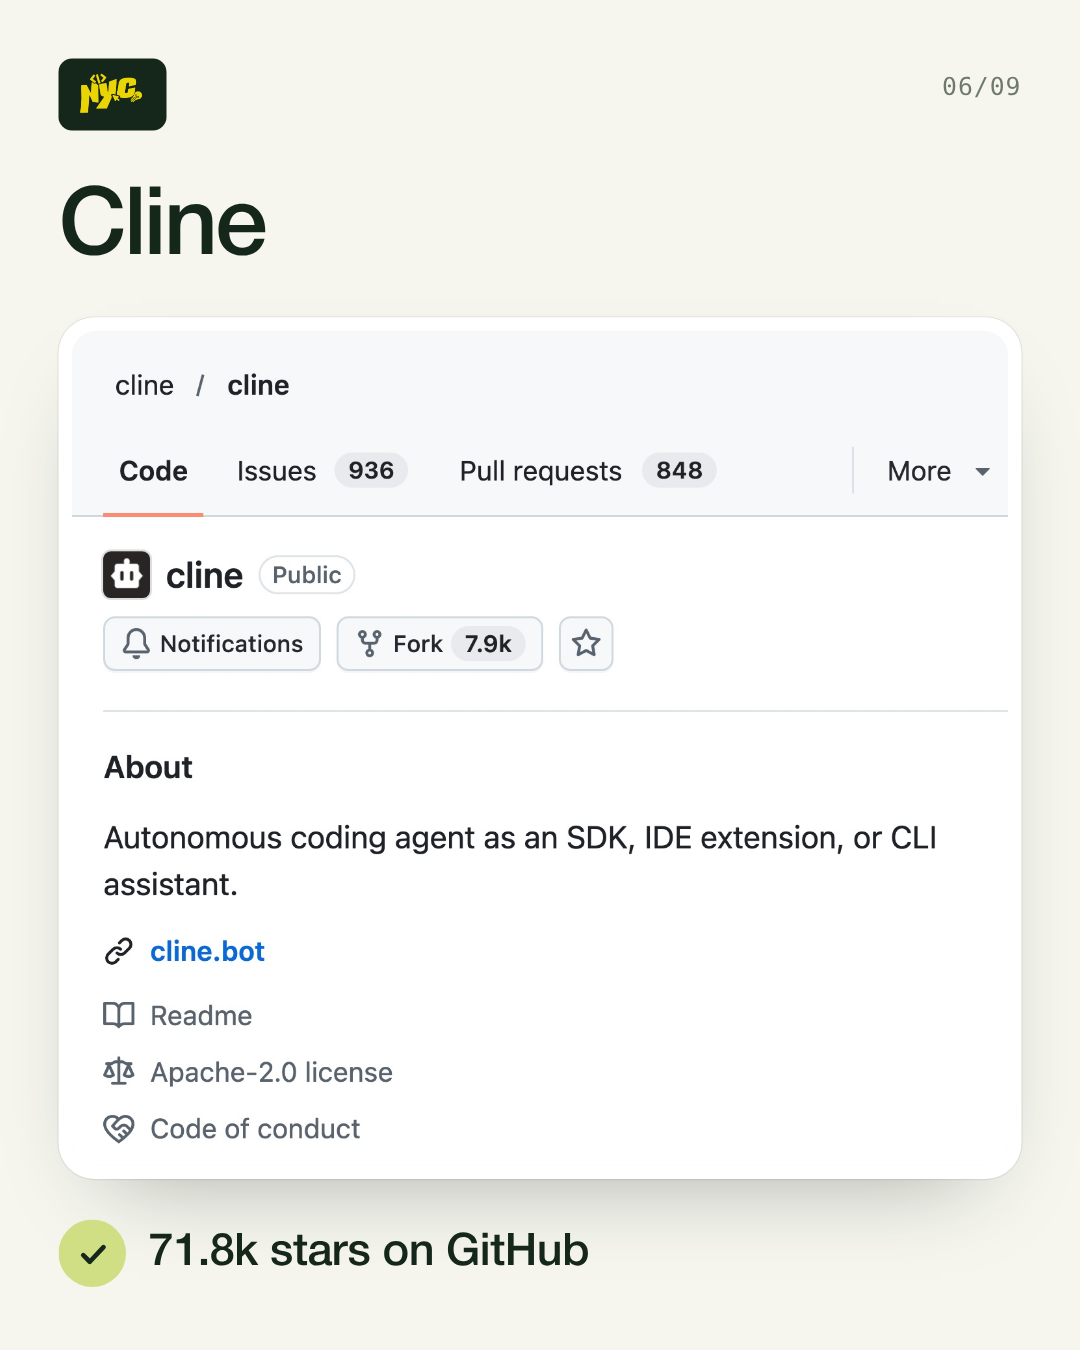 NYC
06/09
Cline
cline / cline
Code Issues 936 Pull requests 848 More
cline Public
Notifications Fork 7.9k
About
Autonomous coding agent as an SDK, IDE extension, or CLI
assistant.
cline.bot
Readme
Apache-2.0 license
Code of conduct
71.8k stars on GitHub